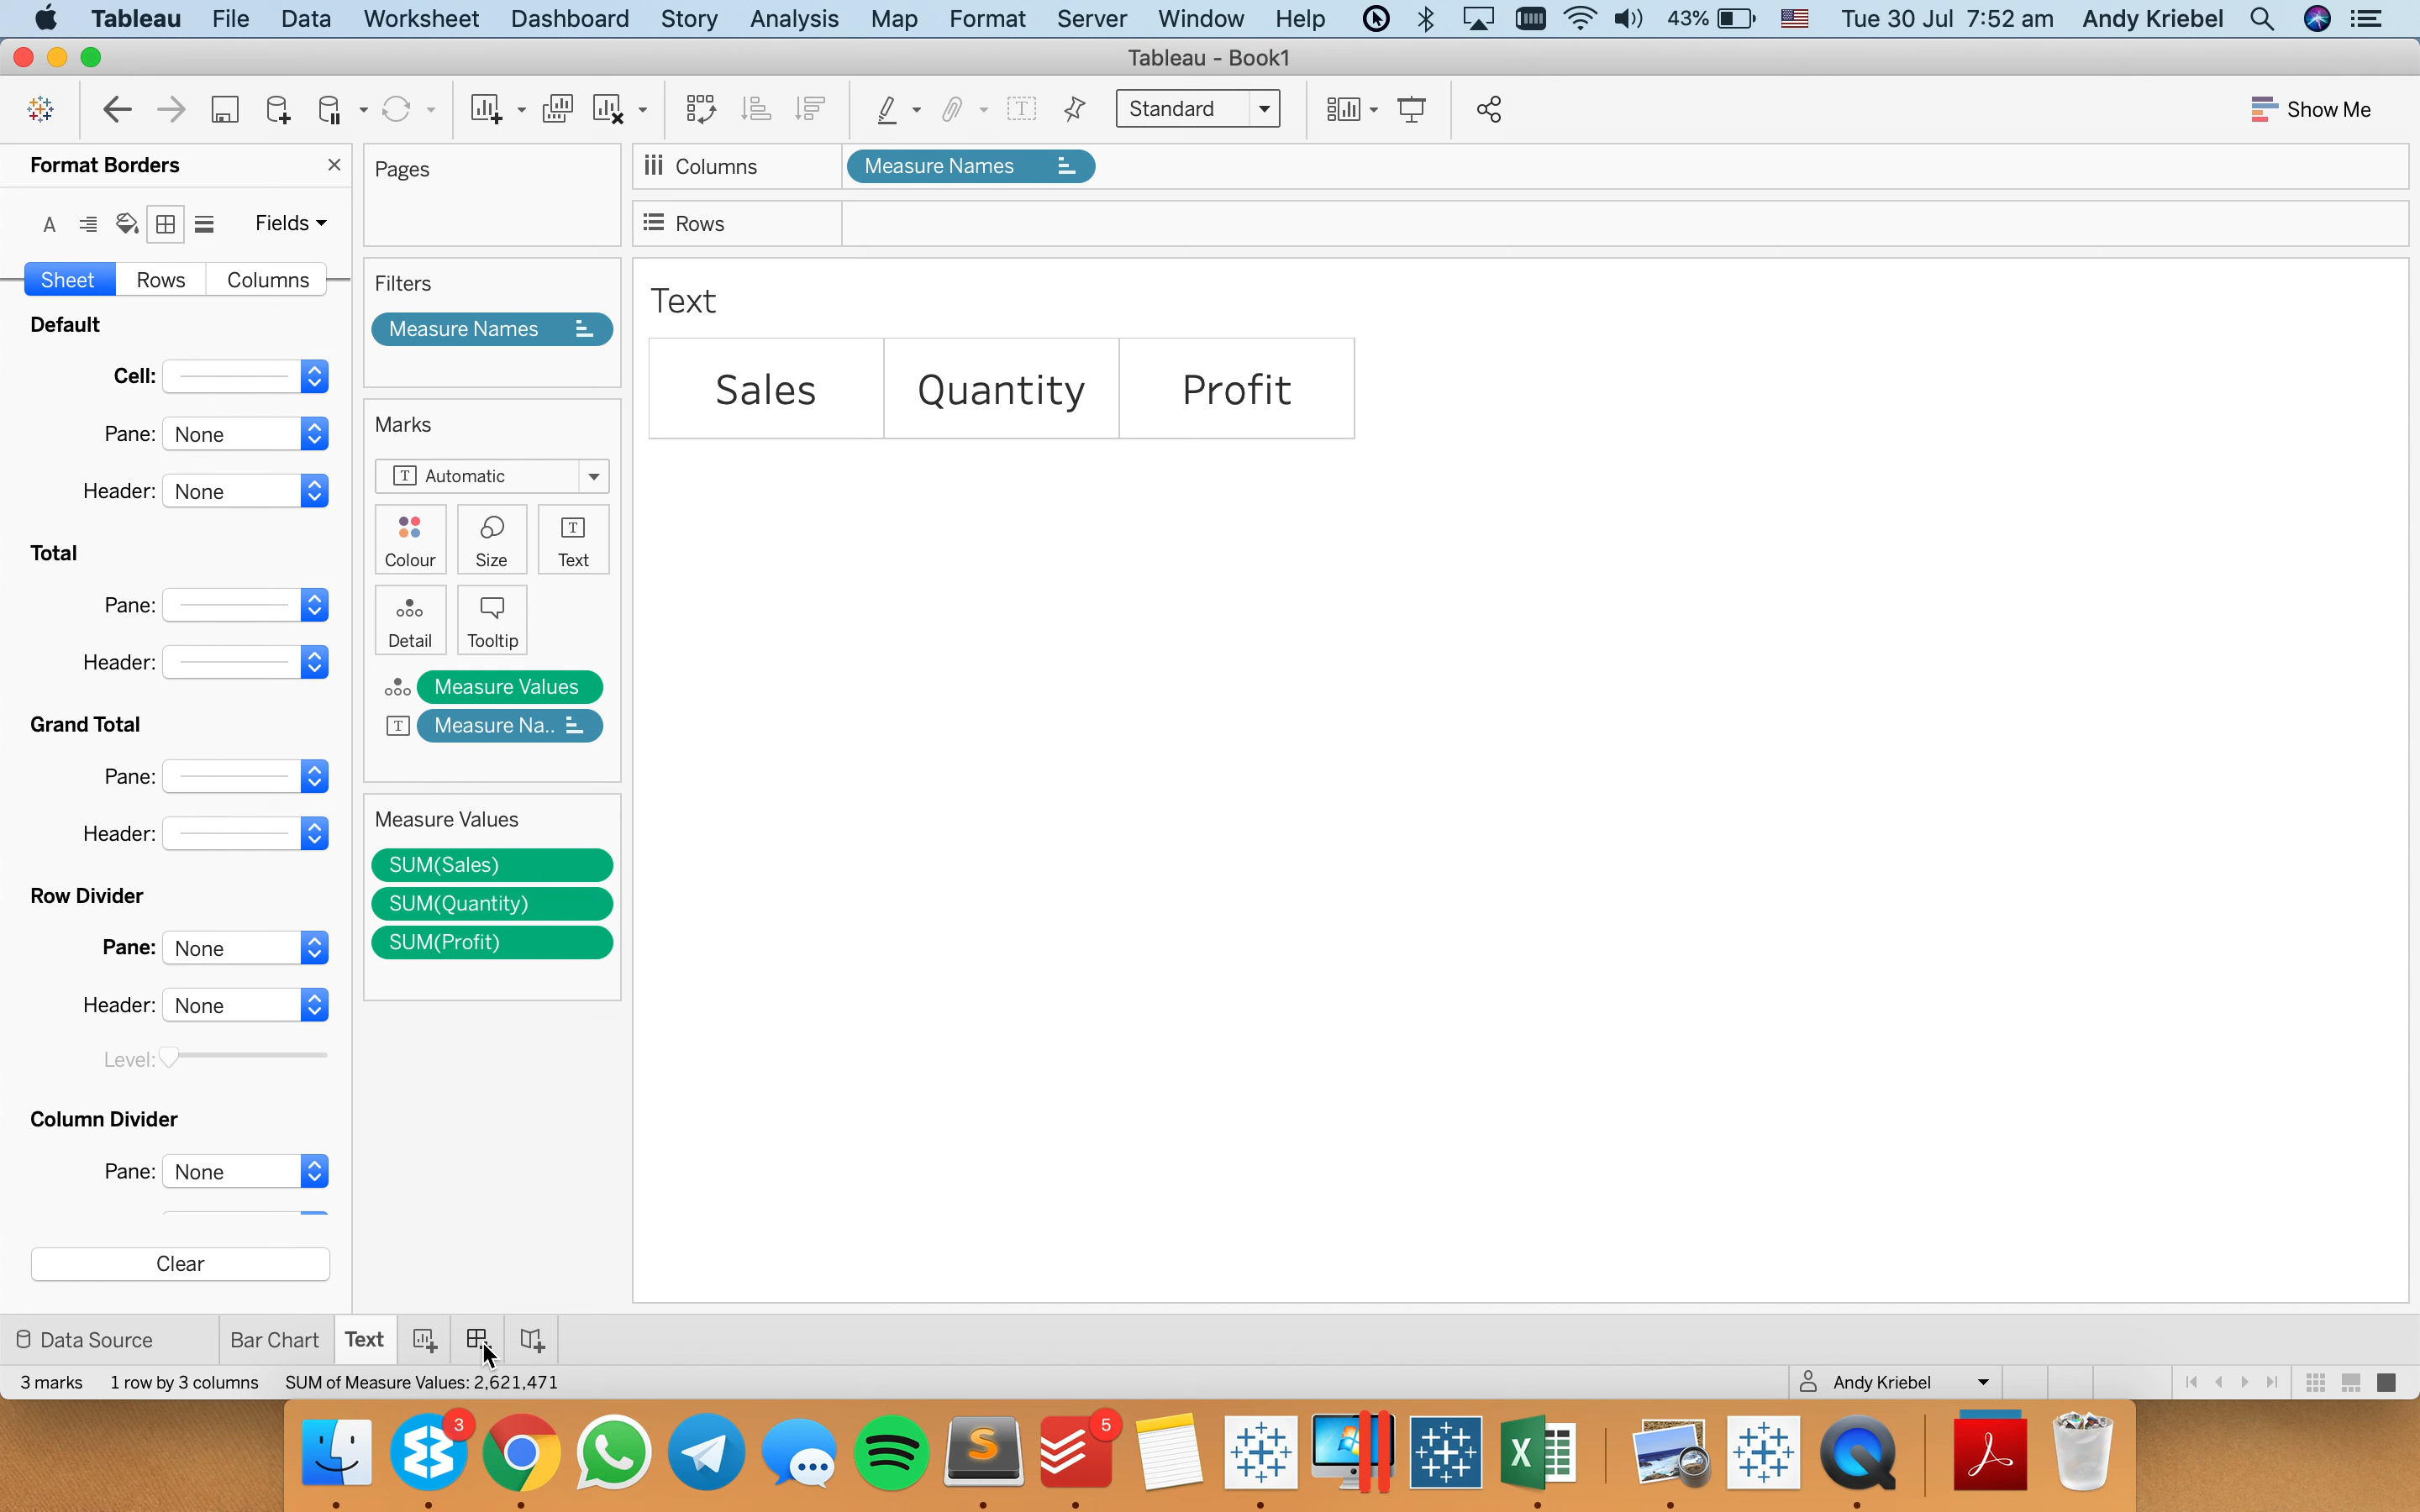 Tableau File Data Worksheet Dashboard Story Analysis Map Format Server Window Help 43% Tue 30 Jul 7:52 am Andy Kriebel
Tableau - Book1
Standard
Show Me
Format Borders
Fields
Sheet Rows Columns
Default
Cell:
Pane: None
Header: None
Total
Pane:
Header:
Grand Total
Pane:
Header:
Row Divider
Pane: None
Header: None
Level:
Column Divider
Pane: None
Clear
Pages
Filters
Measure Names
Marks
T Automatic
Colour
Size
T
Text
Detail
Tooltip
Measure Values
T Measure Na..
Measure Values
SUM(Sales)
SUM(Quantity)
SUM(Profit)
Columns Measure Names
Rows
Text
Sales Quantity Profit
Data Source Bar Chart Text
3 marks 1 row by 3 columns SUM of Measure Values: 2,621,471
Andy Kriebel
3
S
5
X